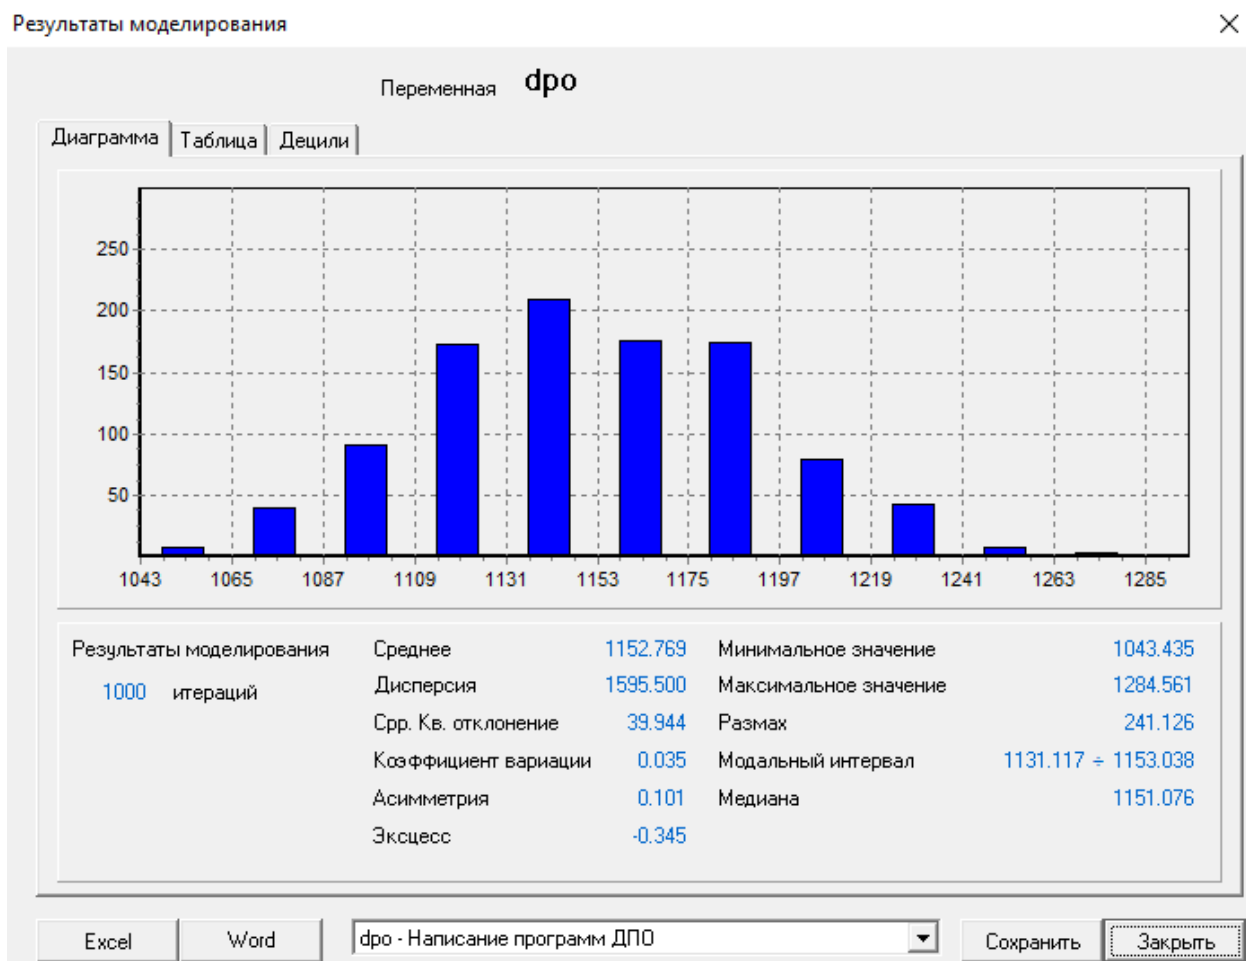 Результаты моделирования
Переменная dpo
Диаграмма Таблица Децили
250
200
150
100
50
1043 1065 1087 1109 1131 1153 1175 1197 1219 1241 1263 1285
Результаты моделирования Среднее 1152.769 Минимальное значение 1043.435
1000 итераций Дисперсия 1595.500 Максимальное значение 1284.561
Срр. Кв. отклонение 39.944 Размах 241.126
Коэффициент вариации 0.035 Модальный интервал 1131.117 ÷ 1153.038
Асимметрия 0.101 Медиана 1151.076
Эксцесс -0.345
Excel Word dpo - Написание программ ДПО Сохранить Закрыть